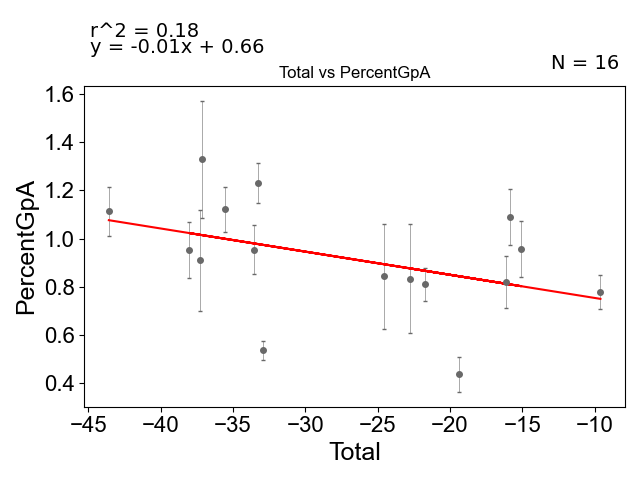 r^2 = 0.18
y = -0.01x + 0.66
N = 16
Total vs PercentGpA
PercentGpA
1.6
1.4
1.2
1.0
0.8
0.6
0.4
−45 −40 −35 −30 −25 −20 −15 −10
Total